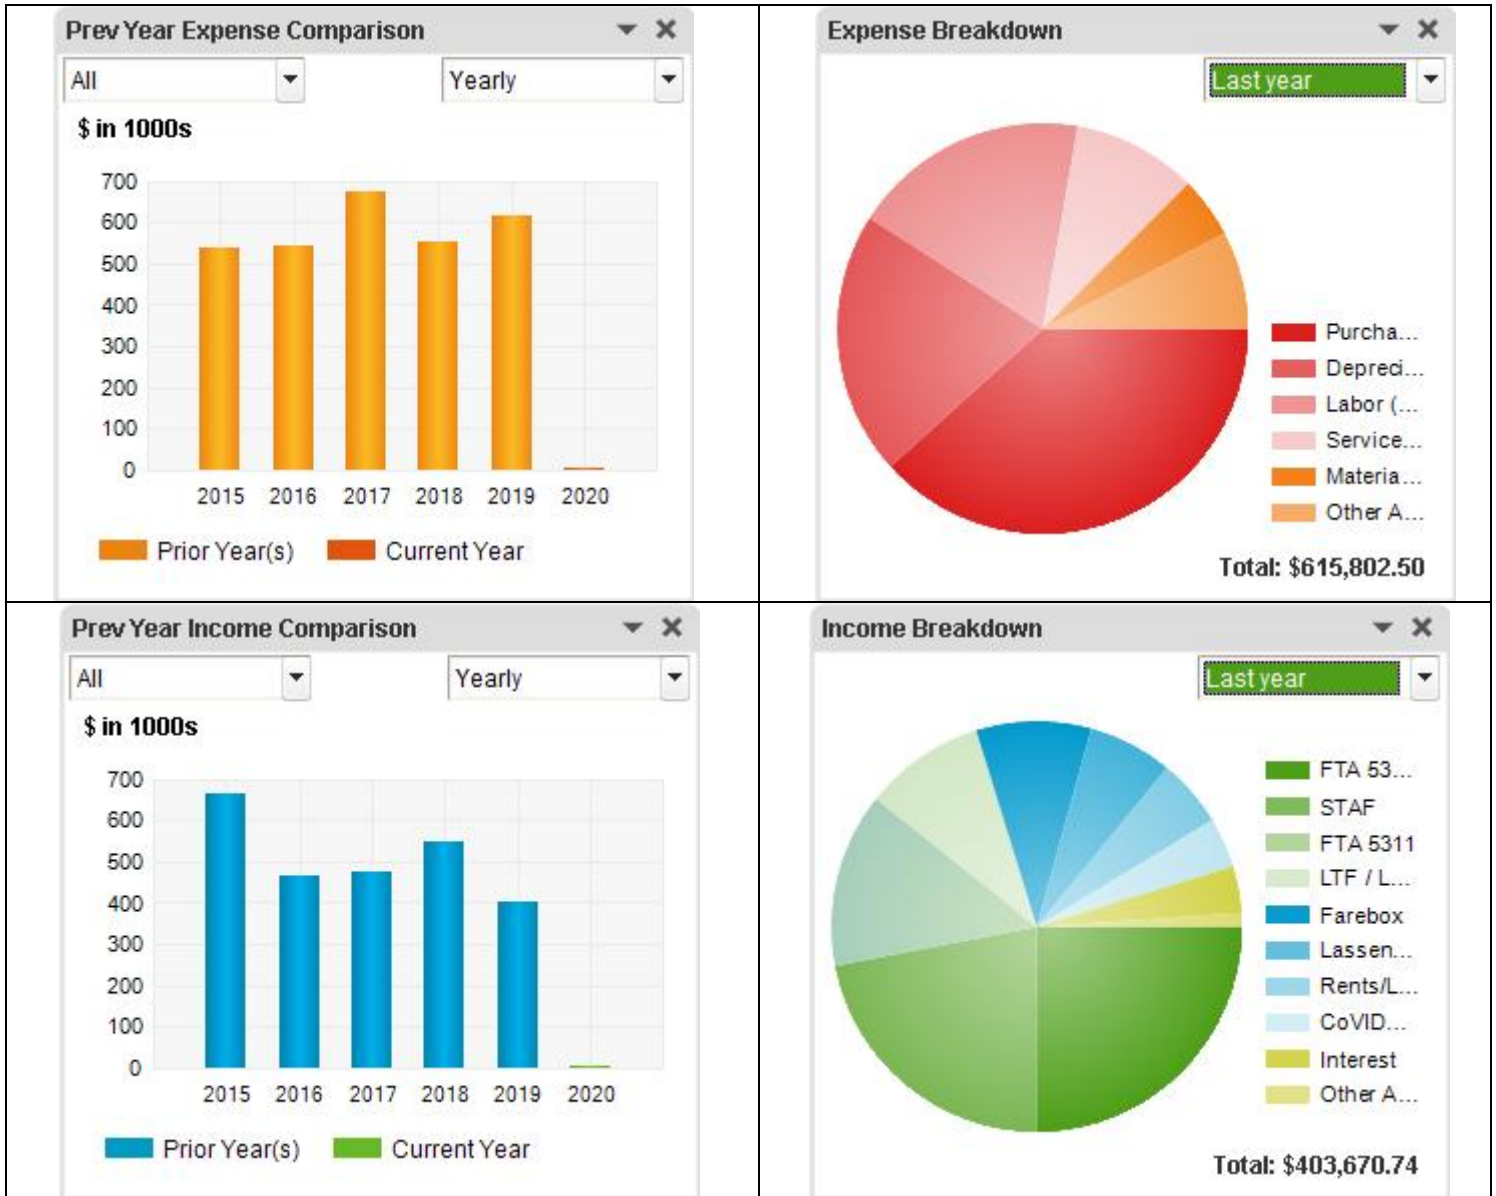 Prev Year Expense Comparison
All
Yearly
$ in 1000s
700
600
500
400
300
200
100
0
2015 2016 2017 2018 2019 2020
Prior Year(s) Current Year
Expense Breakdown
Last year
Purcha...
Depreci...
Labor (...
Service...
Materia...
Other A...
Total: $615,802.50
Prev Year Income Comparison
All
Yearly
$ in 1000s
700
600
500
400
300
200
100
0
2015 2016 2017 2018 2019 2020
Prior Year(s) Current Year
Income Breakdown
Last year
FTA 53...
STAF
FTA 5311
LTF / L...
Farebox
Lassen...
Rents/L...
CoVID...
Interest
Other A...
Total: $403,670.74